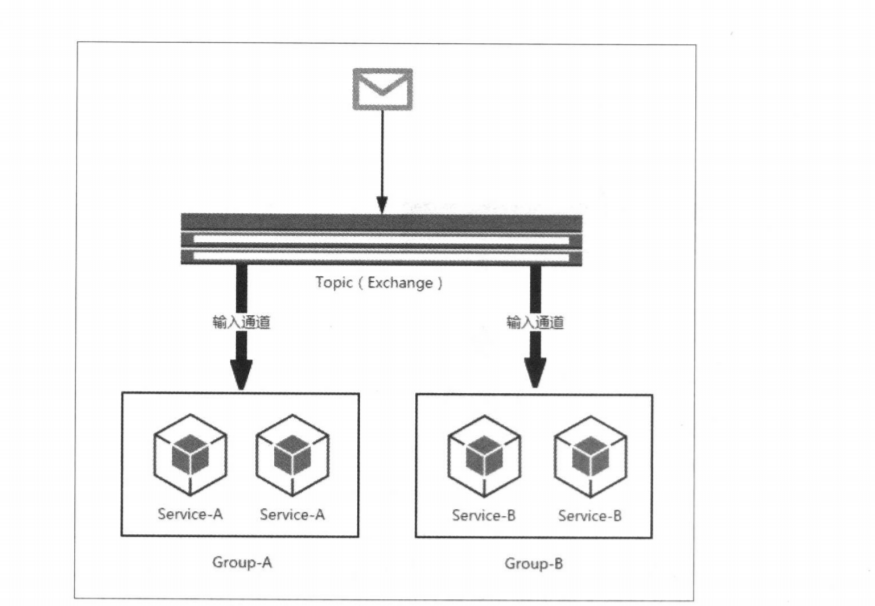 Topic ( Exchange )
输入通道 输入通道
Service-A Service-A Service-B Service-B
Group-A Group-B